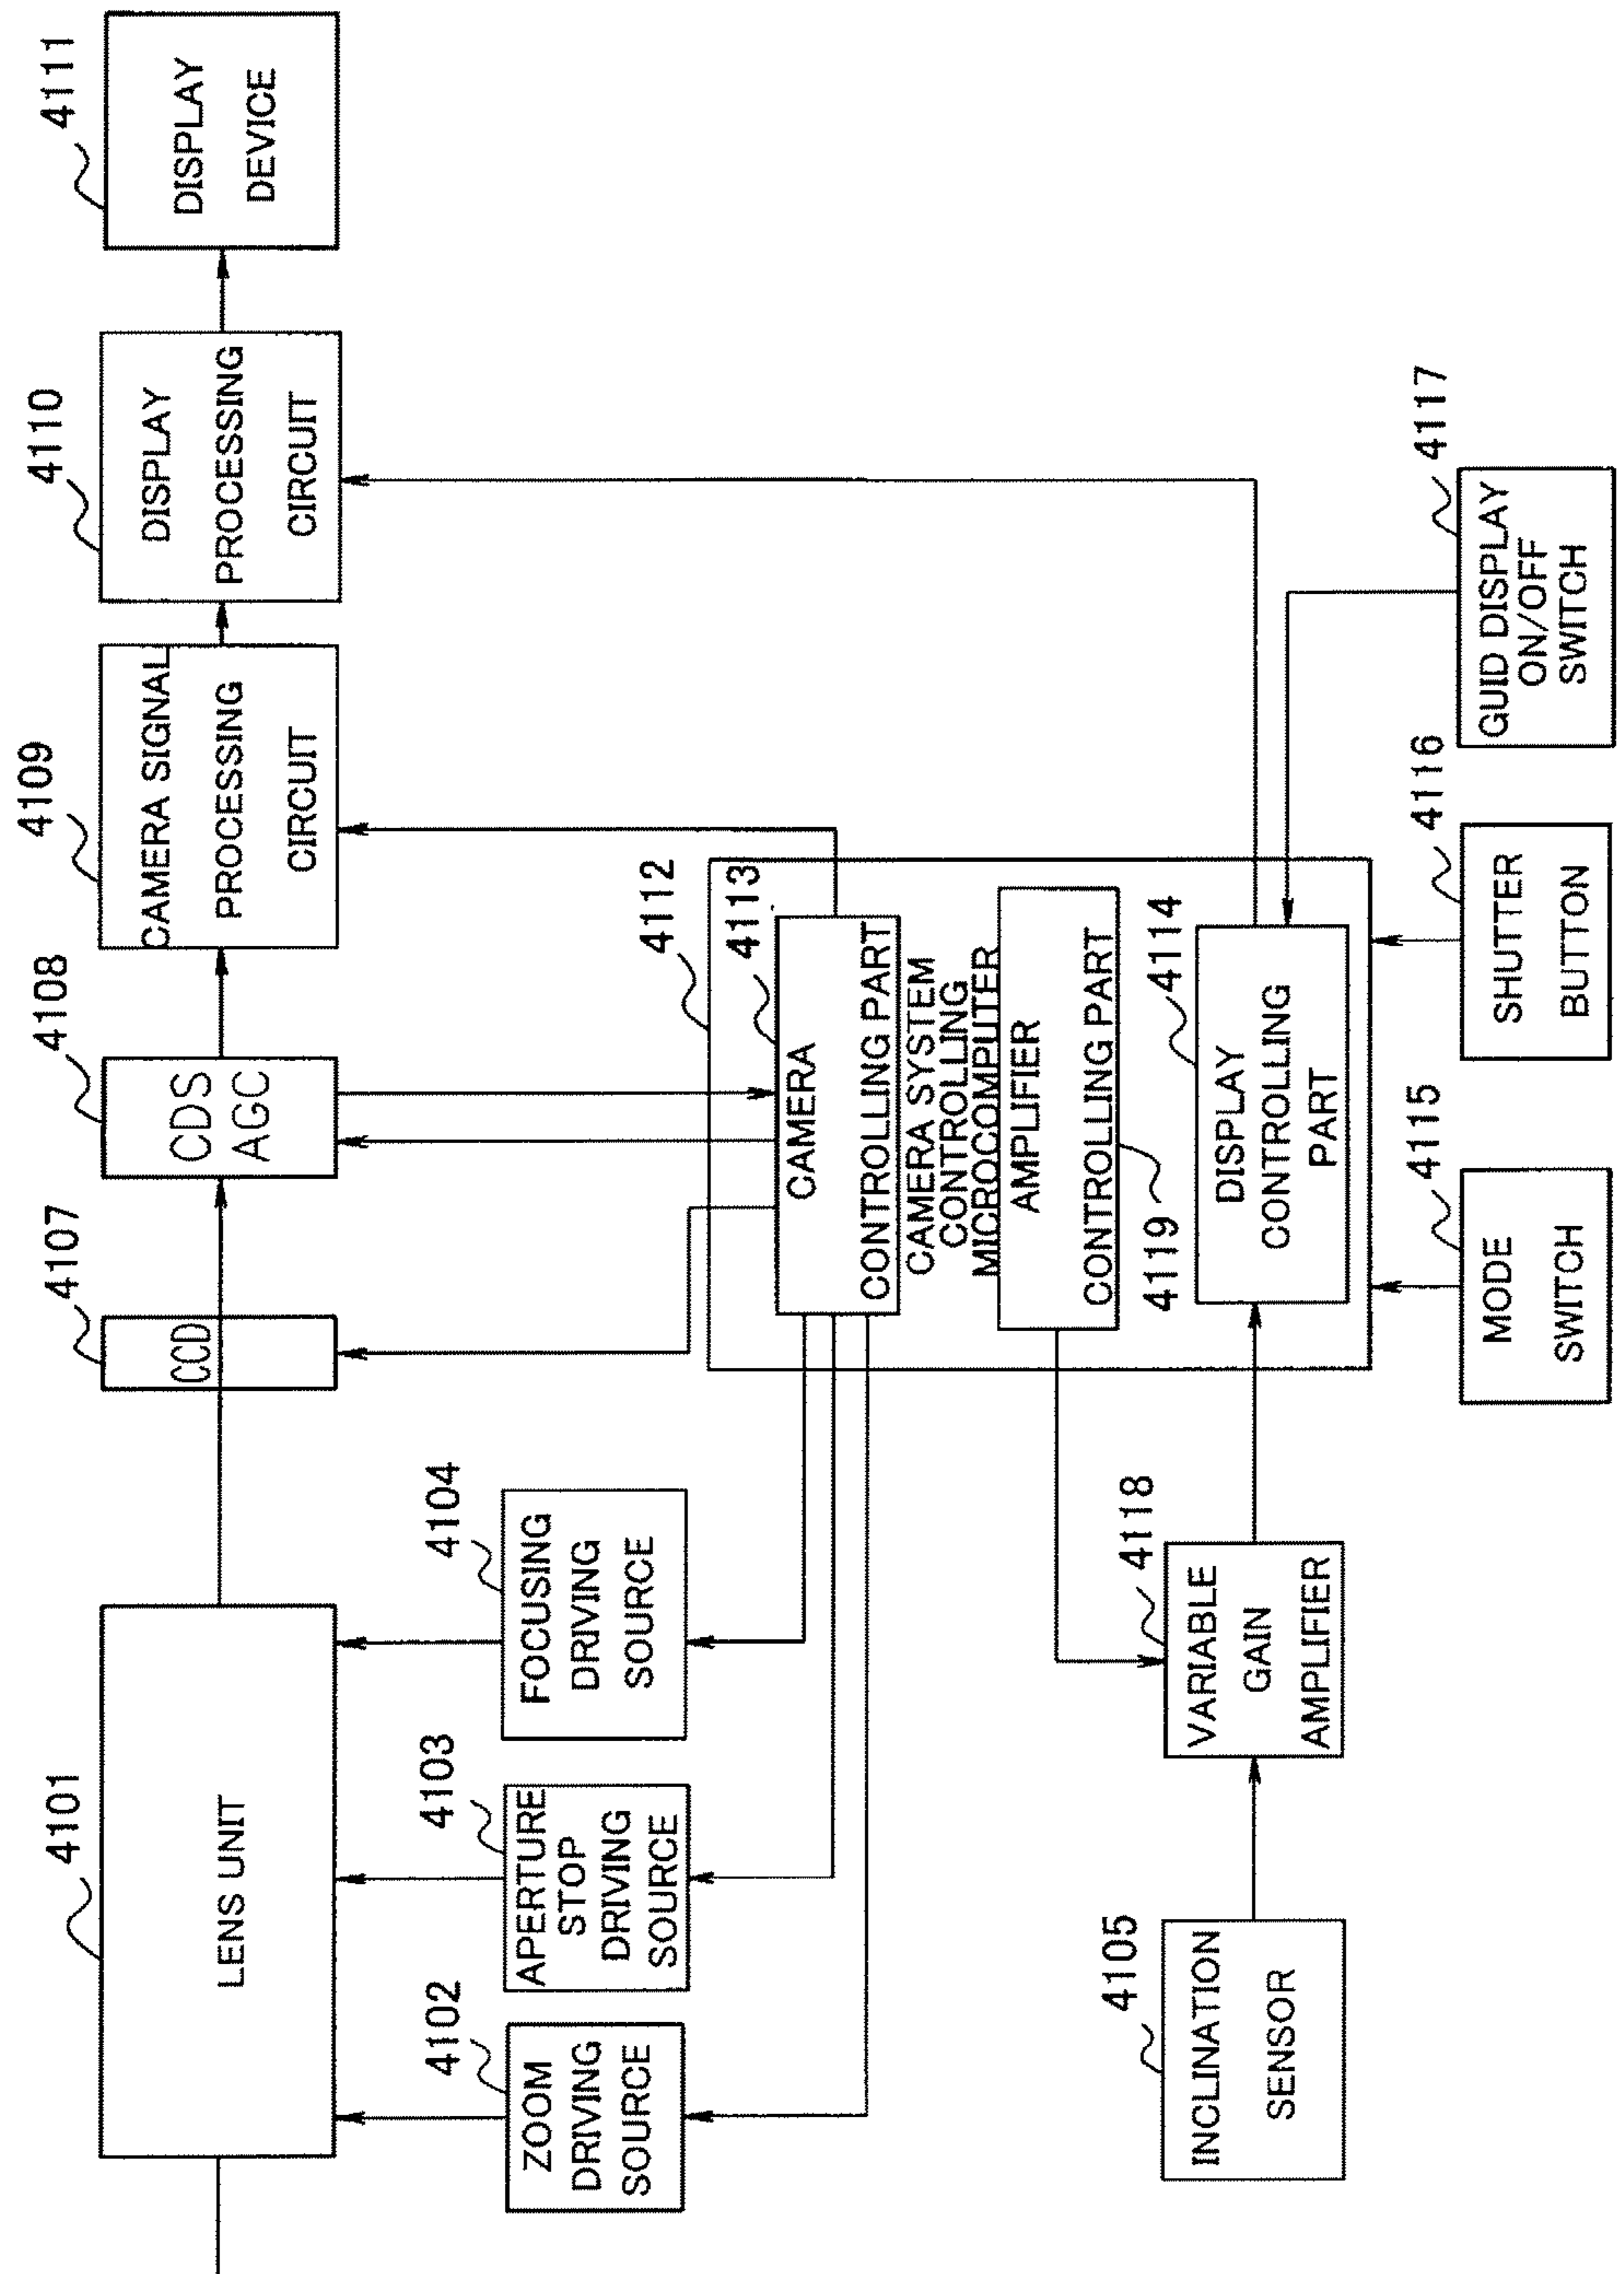 4101
LENS UNIT
4107
CCD
4108
CDS
AGC
4109
CAMERA SIGNAL
PROCESSING
CIRCUIT
4110
DISPLAY
PROCESSING
CIRCUIT
4111
DISPLAY
DEVICE
4102
ZOOM
DRIVING
SOURCE
4103
APERTURE
STOP
DRIVING
SOURCE
4104
FOCUSING
DRIVING
SOURCE
4112
4113
CAMERA
CONTROLLING PART
CAMERA SYSTEM
CONTROLLING
MICROCOMPUTER
AMPLIFIER
CONTROLLING PART
4119
4114
DISPLAY
CONTROLLING
PART
4105
INCLINATION
SENSOR
4118
VARIABLE
GAIN
AMPLIFIER
4115
MODE
SWITCH
4116
SHUTTER
BUTTON
4117
GUID DISPLAY
ON/OFF
SWITCH